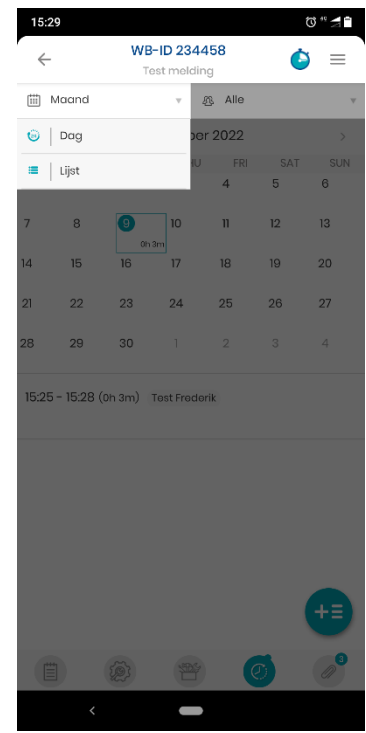 15:29
WB-ID 234458
Test melding
Maand
Alle
Dag
ber 2022
Lijst
HU FRI SAT SUN
4 5 6
7 8 9 10 11 12 13
0h 3m
14 15 16 17 18 19 20
21 22 23 24 25 26 27
28 29 30 1 2 3 4
15:25 - 15:28 (0h 3m) Test Frederik
3